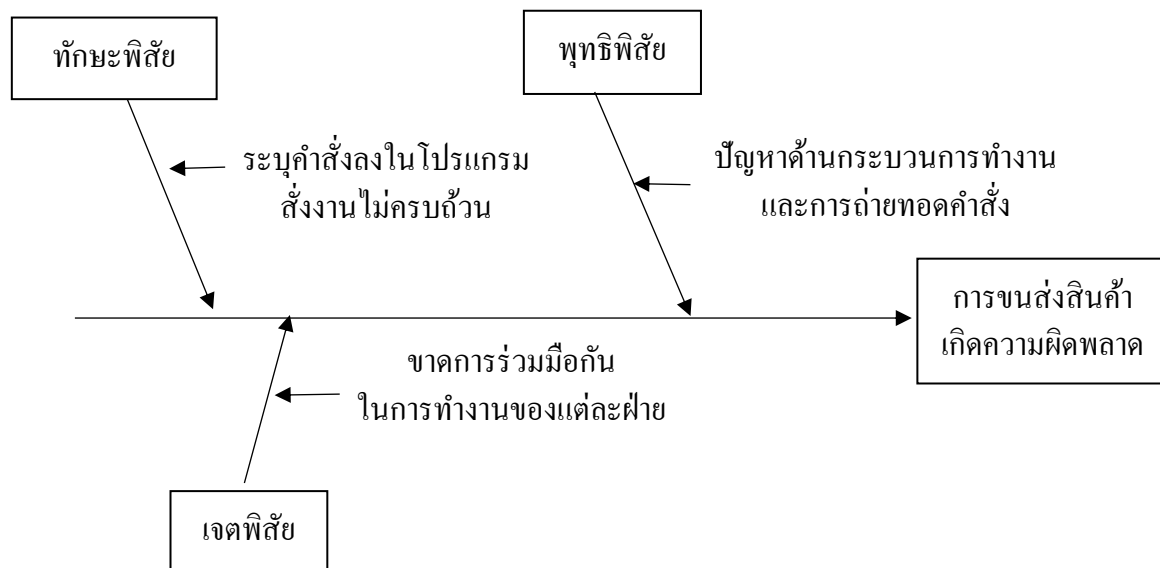 ทักษะพิสัย
พุทธิพิสัย
ระบุคำสั่งลงในโปรแกรม
สั่งงานไม่ครบถ้วน
ปัญหาด้านกระบวนการทำงาน
และการถ่ายทอดคำสั่ง
การขนส่งสินค้า
เกิดความผิดพลาด
ขาดการร่วมมือกัน
ในการทำงานของแต่ละฝ่าย
เจตพิสัย